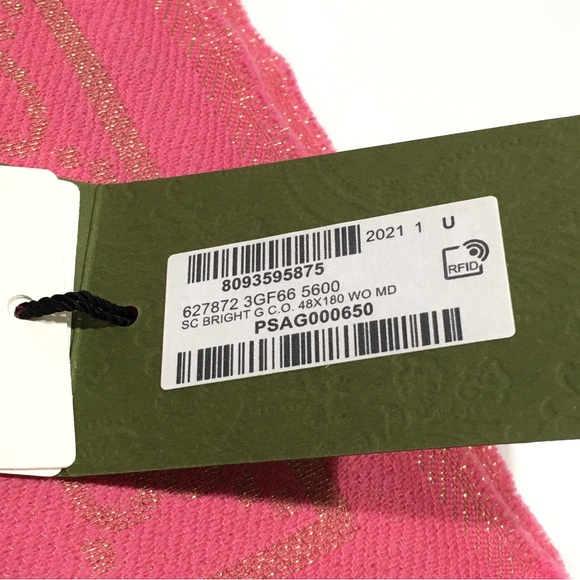 2021 1 U
8093595875
RFID
627872 3GF66 5600
SC BRIGHT G C.O. 48X180 WO MD
PSAG000650